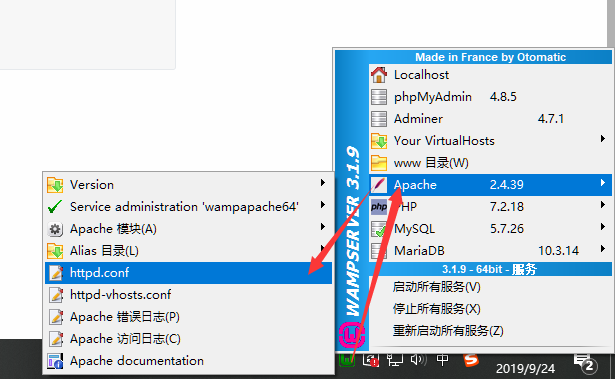 Made in France by Otomatic
Localhost
phpMyAdmin 4.8.5
Adminer 4.7.1
Your VirtualHosts
www 目录(W)
Apache 2.4.39
php PHP 7.2.18
MySQL 5.7.26
MariaDB 10.3.14
3.1.9 - 64bit - 服务
启动所有服务(V)
停止所有服务(X)
重新启动所有服务(Z)
WAMPSERVER 3.1.9
Version
Service administration 'wampapache64'
Apache 模块(A)
Alias 目录(L)
httpd.conf
httpd-vhosts.conf
Apache 错误日志(P)
Apache 访问日志(F)
Apache documentation
中
2019/9/24
2